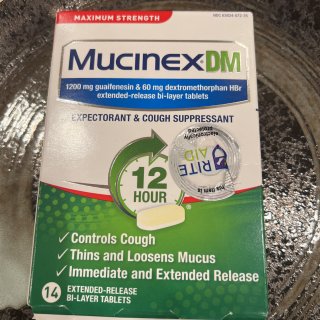 MAXIMUM STRENGTH
Mucinex DM
1200 mg guaifenesin & 60 mg dextromethorphan HBr
extended-release bi-layer tablets
EXPECTORANT & COUGH SUPPRESSANT
RITE
AID
12
HOUR
✓ Controls Cough
✓ Thins and Loosens Mucus
✓ Immediate and Extended Release
14 EXTENDED-RELEASE
BI-LAYER TABLETS